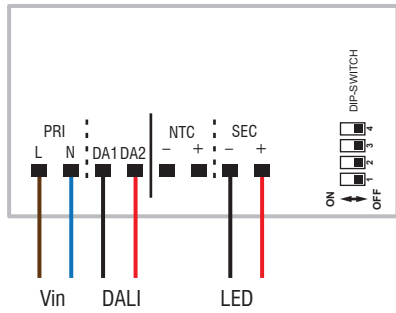 DIP-SWITCH
PRI
NTC
SEC
L
N
DA1
DA2
−
+
−
+
4
3
2
1
ON
OFF
Vin
DALI
LED